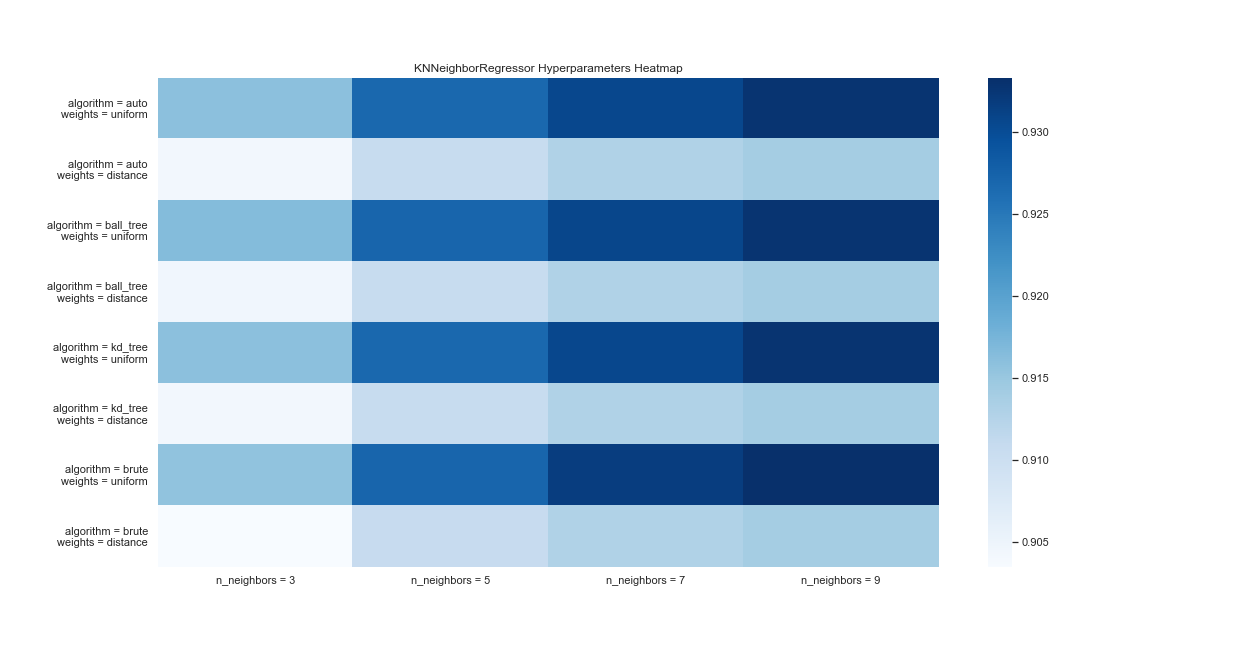 KNNeighborRegressor Hyperparameters Heatmap
algorithm = auto
weights = uniform
algorithm = auto
weights = distance
algorithm = ball_tree
weights = uniform
algorithm = ball_tree
weights = distance
algorithm = kd_tree
weights = uniform
algorithm = kd_tree
weights = distance
algorithm = brute
weights = uniform
algorithm = brute
weights = distance
n_neighbors = 3
n_neighbors = 5
n_neighbors = 7
n_neighbors = 9
0.930
0.925
0.920
0.915
0.910
0.905